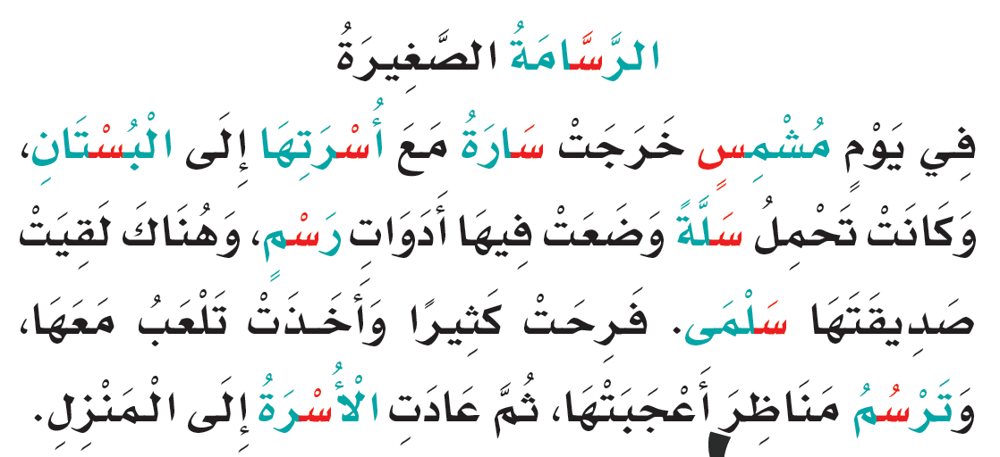 الرَّسَّامَةُ الصَّغِيرَةُ
فِي يَوْمٍ مُشْمِسٍ خَرَجَتْ سَارَةُ مَعَ أُسْرَتِهَا إِلَى الْبُسْتَانِ،
وَكَانَتْ تَحْمِلُ سَلَّةً وَضَعَتْ فِيهَا أَدَوَاتِ رَسْمٍ، وَهُنَاكَ لَقِيَتْ
صَدِيقَتَهَا سَلْمَى. فَرِحَتْ كَثِيرًا وَأَخَذَتْ تَلْعَبُ مَعَهَا،
وَتَرْسُمُ مَنَاظِرَ أَعْجَبَتْهَا، ثُمَّ عَادَتِ الْأُسْرَةُ إِلَى الْمَنْزِلِ.